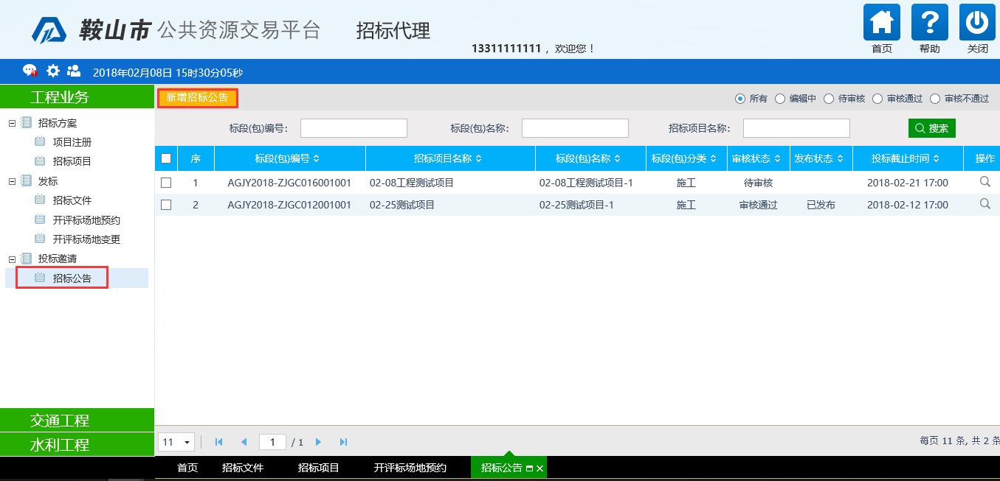 鞍山市 公共资源交易平台 招标代理
13311111111 ，欢迎您！
首页 帮助 关闭
2018年02月08日 15时30分05秒
工程业务
招标方案
项目注册
招标项目
发标
招标文件
开评标场地预约
开评标场地变更
投标邀请
招标公告
交通工程
水利工程
新增招标公告
所有 编辑中 待审核 审核通过 审核不通过
标段(包)编号： 标段(包)名称： 招标项目名称： 搜索
序 标段(包)编号 招标项目名称 标段(包)名称 标段(包)分类 审核状态 发布状态 投标截止时间 操作
1 AGJY2018-ZJGC016001001 02-08工程测试项目 02-08工程测试项目-1 施工 待审核 2018-02-21 17:00
2 AGJY2018-ZJGC012001001 02-25测试项目 02-25测试项目-1 施工 审核通过 已发布 2018-02-12 17:00
11 1 / 1 每页 11 条, 共 2 条
首页 招标文件 招标项目 开评标场地预约 招标公告